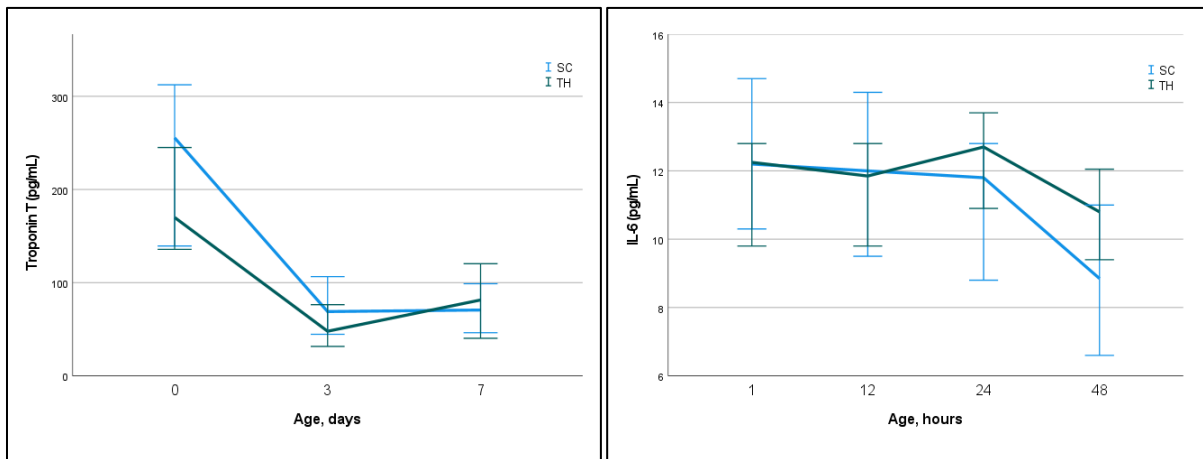 SC
TH
300
200
100
0
Troponin T (pg/mL)
0 3 7
Age, days
16
14
12
10
8
6
SC
TH
IL-6 (pg/mL)
1 12 24 48
Age, hours